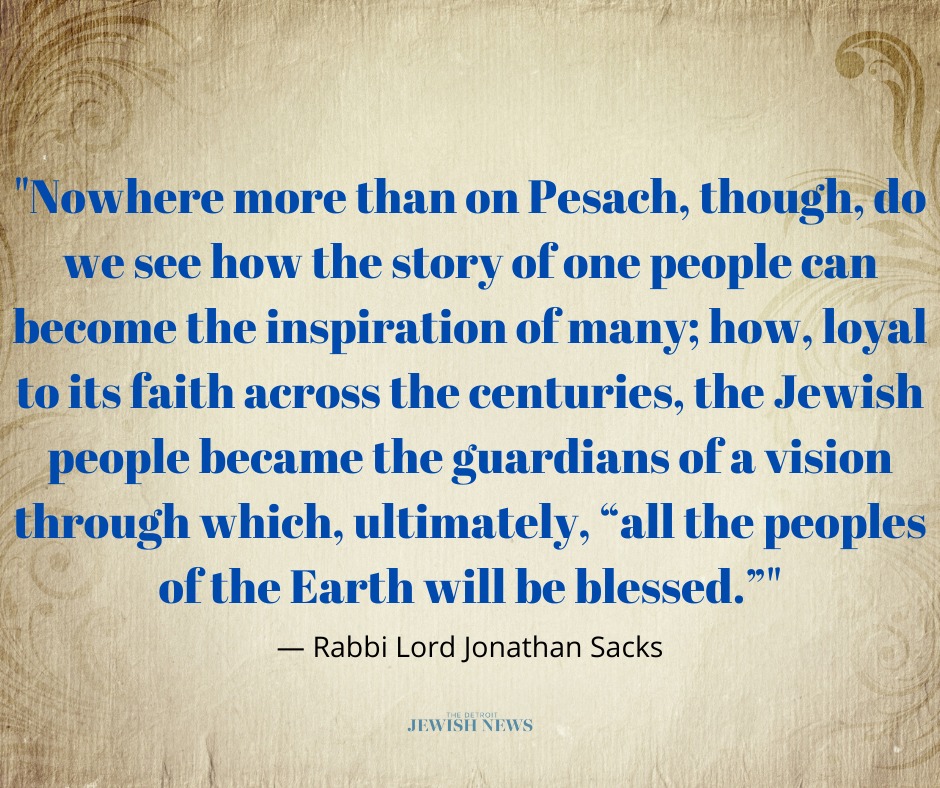 "Nowhere more than on Pesach, though, do
we see how the story of one people can
become the inspiration of many; how, loyal
to its faith across the centuries, the Jewish
people became the guardians of a vision
through which, ultimately, “all the peoples
of the Earth will be blessed.”"
— Rabbi Lord Jonathan Sacks
THE DETROIT
JEWISH NEWS